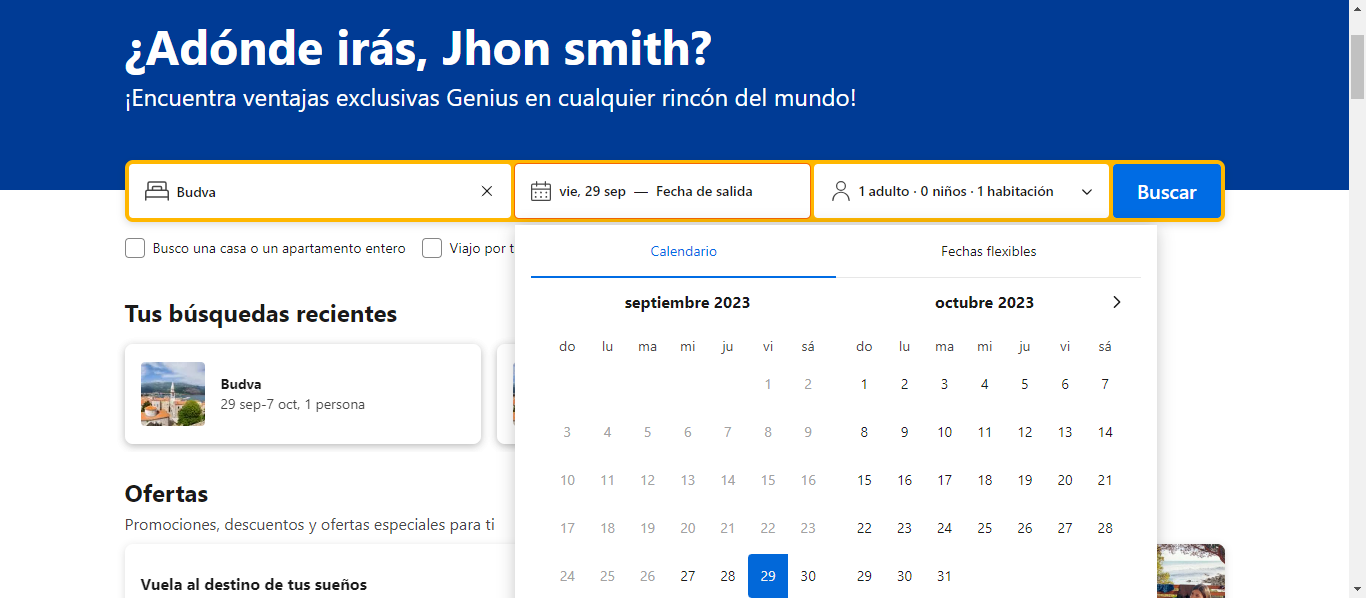 ¿Adónde irás, Jhon smith?
¡Encuentra ventajas exclusivas Genius en cualquier rincón del mundo!
Budva
vie, 29 sep — Fecha de salida
1 adulto · 0 niños · 1 habitación
Buscar
Busco una casa o un apartamento entero
Viajo por t
Calendario
Fechas flexibles
septiembre 2023
do lu ma mi ju vi sá
1 2
3 4 5 6 7 8 9
10 11 12 13 14 15 16
17 18 19 20 21 22 23
24 25 26 27 28 29 30
octubre 2023
do lu ma mi ju vi sá
1 2 3 4 5 6 7
8 9 10 11 12 13 14
15 16 17 18 19 20 21
22 23 24 25 26 27 28
29 30 31
Tus búsquedas recientes
Budva
29 sep-7 oct, 1 persona
Ofertas
Promociones, descuentos y ofertas especiales para ti
Vuela al destino de tus sueños